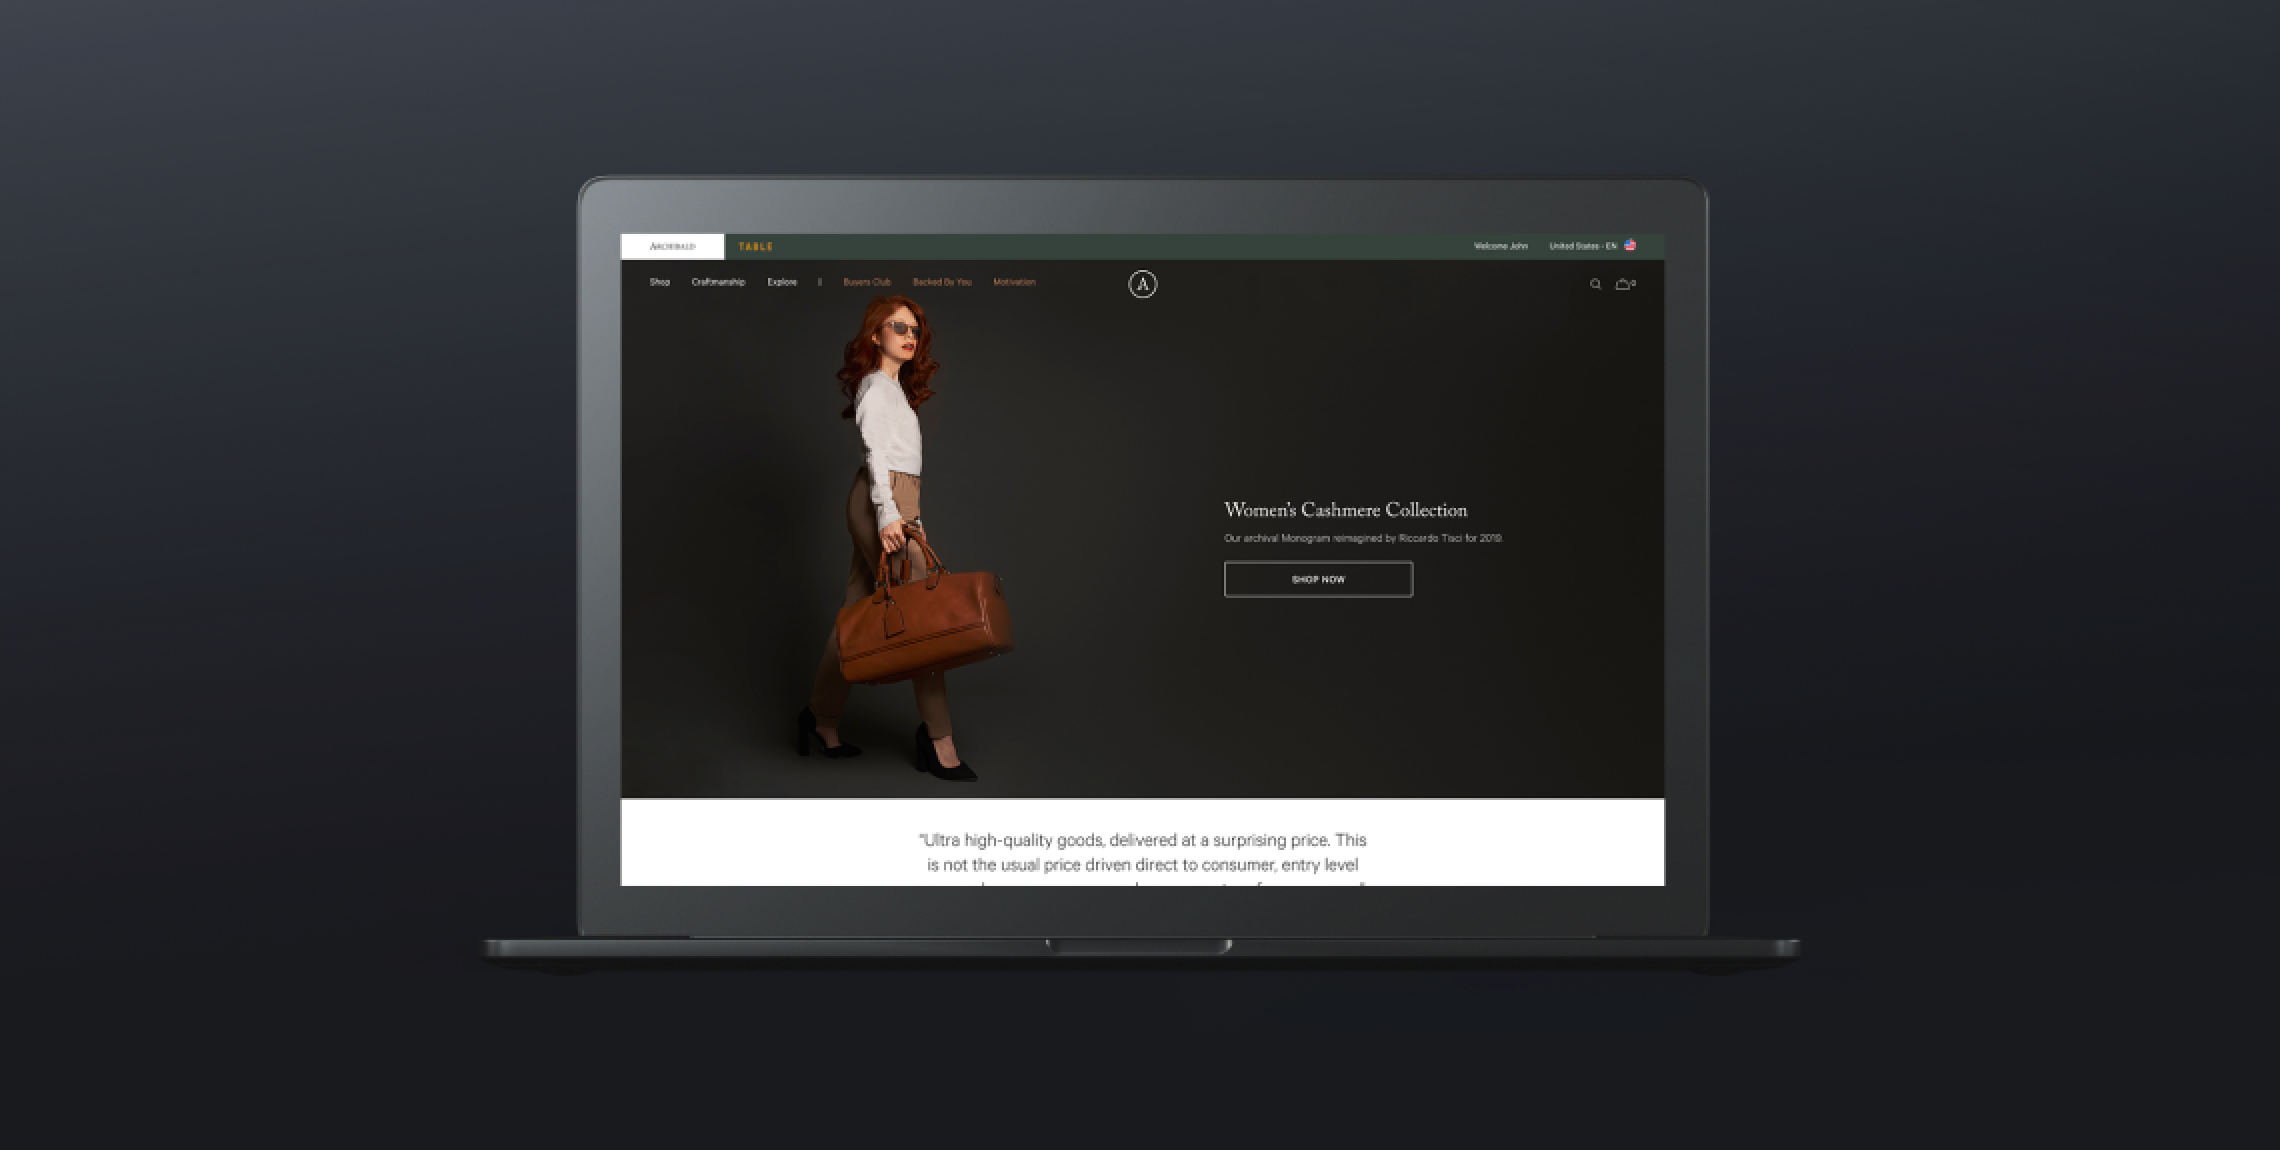 ARCHIBALD
TABLE
Welcome John
United States - EN
Shop
Craftmanship
Explore
Buyers Club
Backed By You
Motivation
A
0
Women's Cashmere Collection
Our archival Monogram reimagined by Riccardo Tisci for 2019.
SHOP NOW
"Ultra high-quality goods, delivered at a surprising price. This
is not the usual price driven direct to consumer, entry level